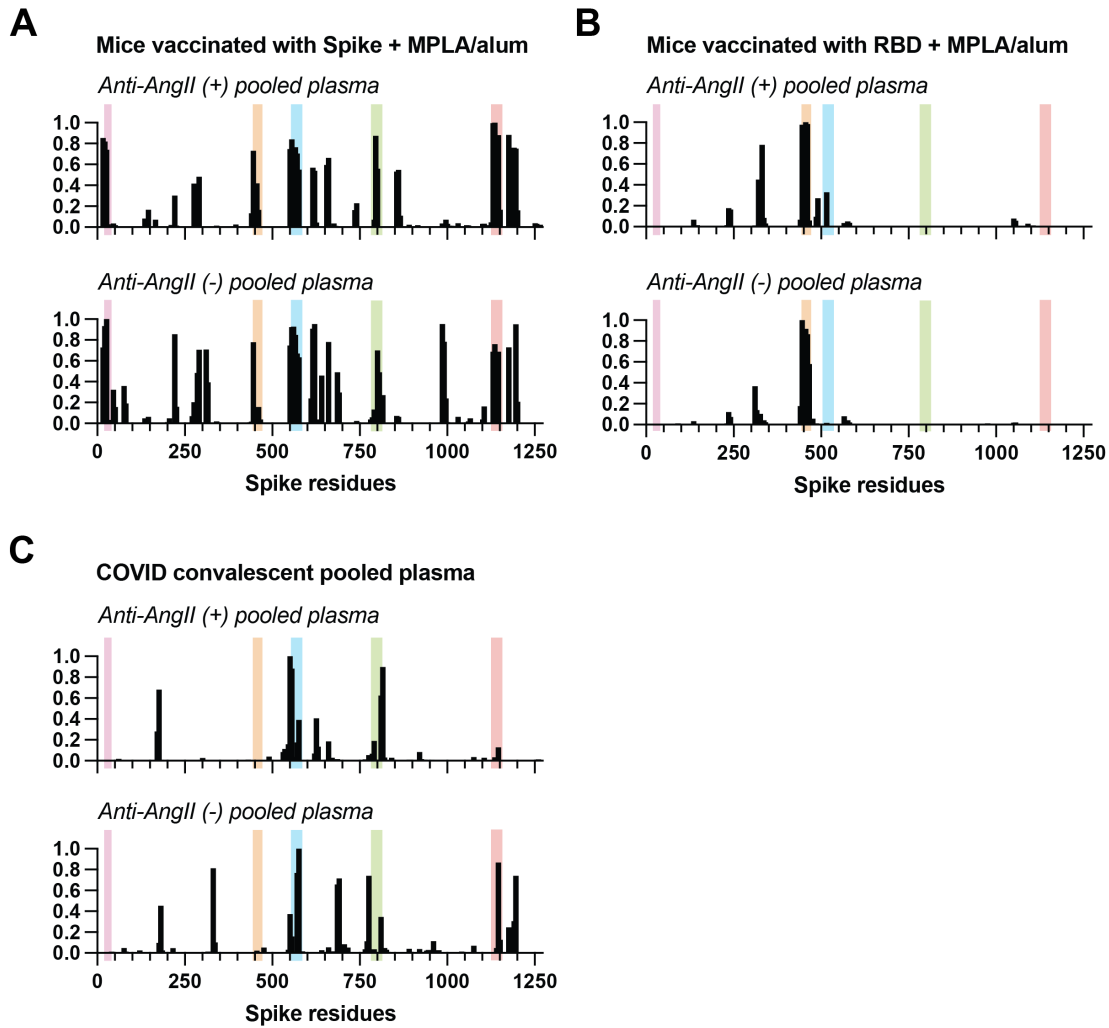 A
Mice vaccinated with Spike + MPLA/alum
Anti-AngII (+) pooled plasma
1.0
0.8
0.6
0.4
0.2
0.0
Anti-AngII (-) pooled plasma
1.0
0.8
0.6
0.4
0.2
0.0
0 250 500 750 1000 1250
Spike residues
B
Mice vaccinated with RBD + MPLA/alum
Anti-AngII (+) pooled plasma
1.0
0.8
0.6
0.4
0.2
0.0
Anti-AngII (-) pooled plasma
1.0
0.8
0.6
0.4
0.2
0.0
0 250 500 750 1000 1250
Spike residues
C
COVID convalescent pooled plasma
Anti-AngII (+) pooled plasma
1.0
0.8
0.6
0.4
0.2
0.0
Anti-AngII (-) pooled plasma
1.0
0.8
0.6
0.4
0.2
0.0
0 250 500 750 1000 1250
Spike residues